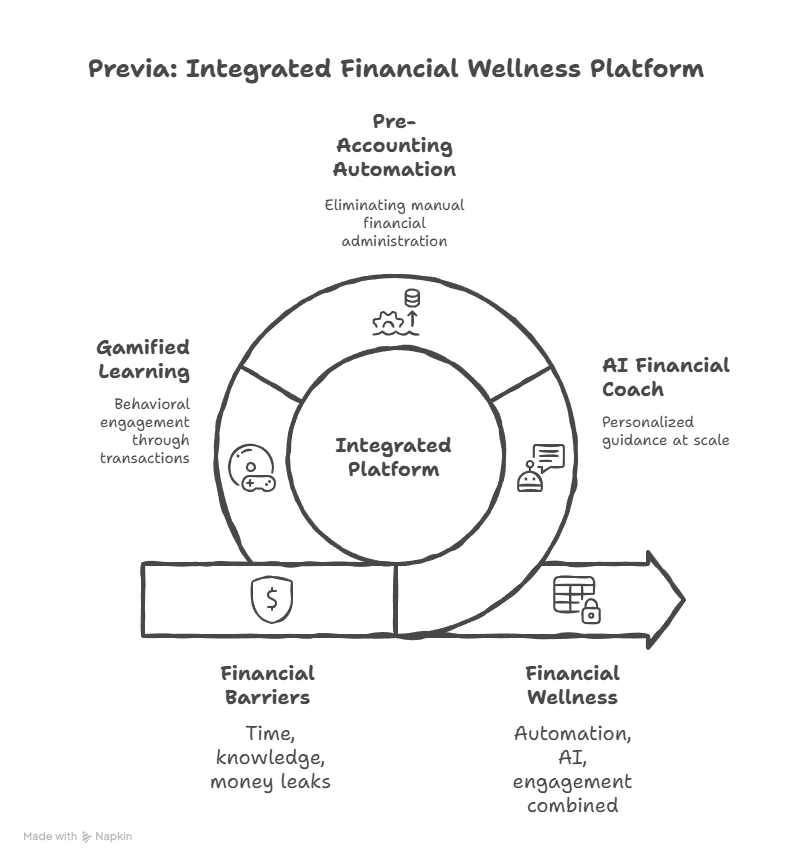 Previa: Integrated Financial Wellness Platform
Pre-
Accounting
Automation
Eliminating manual
financial
administration
Gamified
Learning
Behavioral
engagement
through
transactions
AI Financial
Coach
Personalized
guidance at scale
Integrated
Platform
$
Financial
Barriers
Time,
knowledge,
money leaks
Financial
Wellness
Automation,
AI,
engagement
combined
Made with Napkin